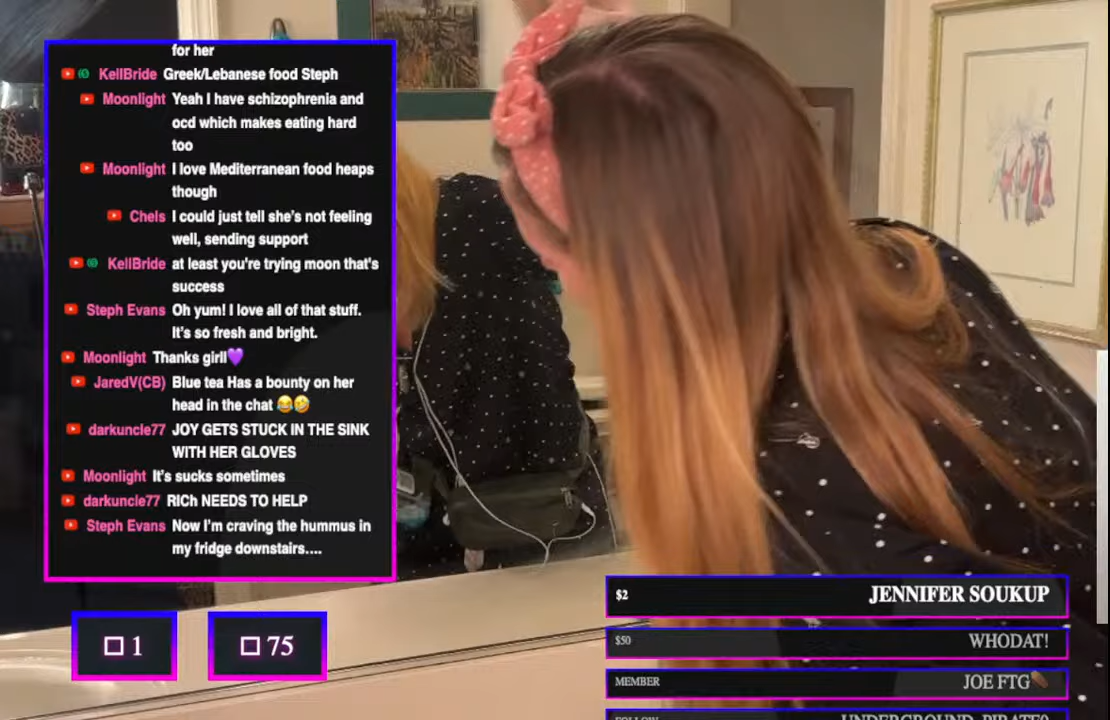 for her
KellBride Greek/Lebanese food Steph
Moonlight Yeah I have schizophrenia and
ocd which makes eating hard
too
Moonlight I love Mediterranean food heaps
though
Chels I could just tell she's not feeling
well, sending support
KellBride at least you're trying moon that's
success
Steph Evans Oh yum! I love all of that stuff.
It's so fresh and bright.
Moonlight Thanks girll💜
JaredV(CB) Blue tea Has a bounty on her
head in the chat 😂🤣
darkuncle77 JOY GETS STUCK IN THE SINK
WITH HER GLOVES
Moonlight It's sucks sometimes
darkuncle77 RICh NEEDS TO HELP
Steph Evans Now I'm craving the hummus in
my fridge downstairs....
1
75
$2 JENNIFER SOUKUP
$50 WHODAT!
MEMBER JOE FTG